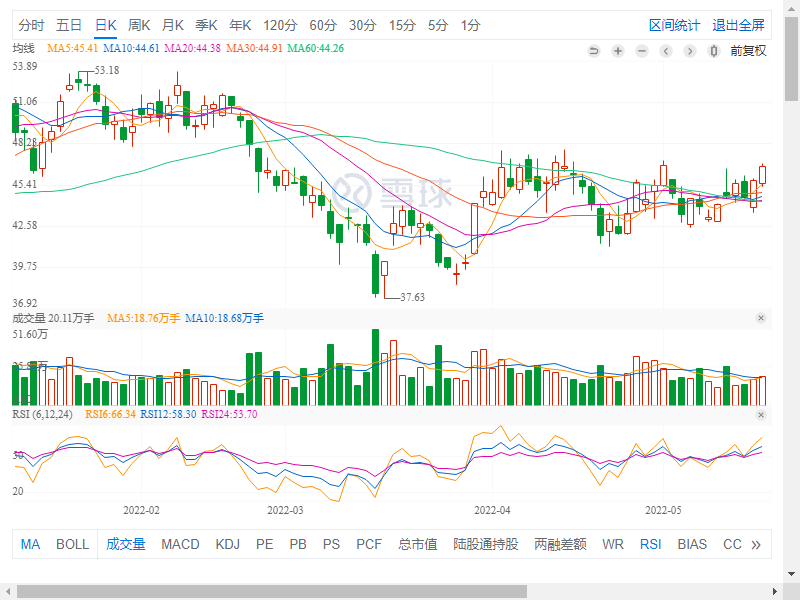 分时 五日 日K 周K 月K 季K 年K 120分 60分 30分 15分 5分 1分 区间统计 退出全屏
均线 MA5:45.41 MA10:44.61 MA20:44.38 MA30:44.91 MA60:44.26 前复权
53.89
53.18
51.06
48.23
45.41
雪球
42.58
39.75
37.63
36.92
成交量 20.11万手 MA5:18.76万手 MA10:18.68万手
51.60万
RSI (6,12,24) RSI6:66.34 RSI12:58.30 RSI24:53.70
50
20
2022-02 2022-03 2022-04 2022-05
MA BOLL 成交量 MACD KDJ PE PB PS PCF 总市值 陆股通持股 两融差额 WR RSI BIAS CC »